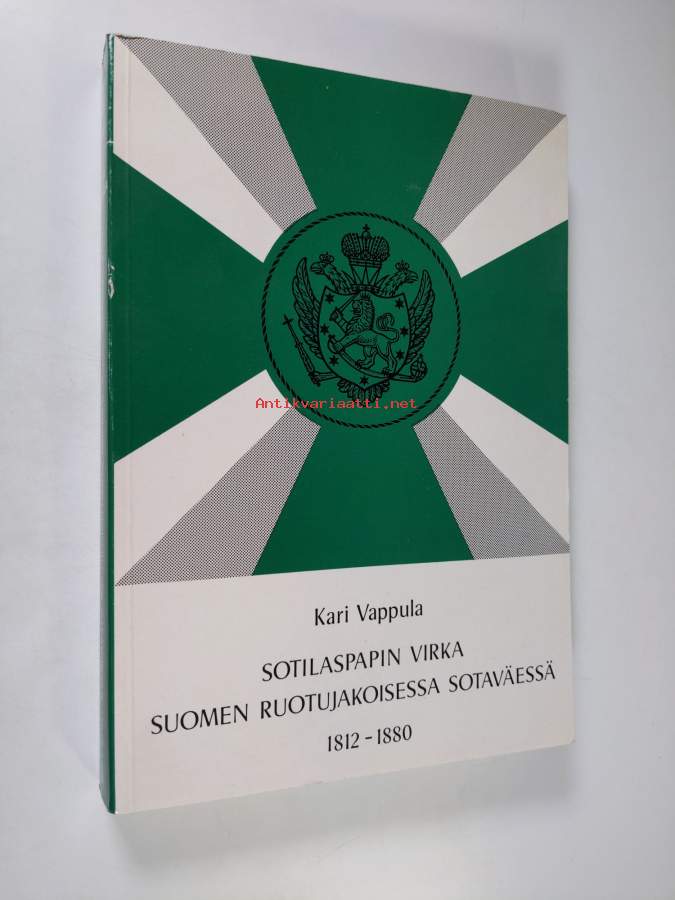 Antikvariaatti.net
Kari Vappula
SOTILASPAPIN VIRKA
SUOMEN RUOTUJAKOISESSA SOTAVÄESSÄ
1812-1880